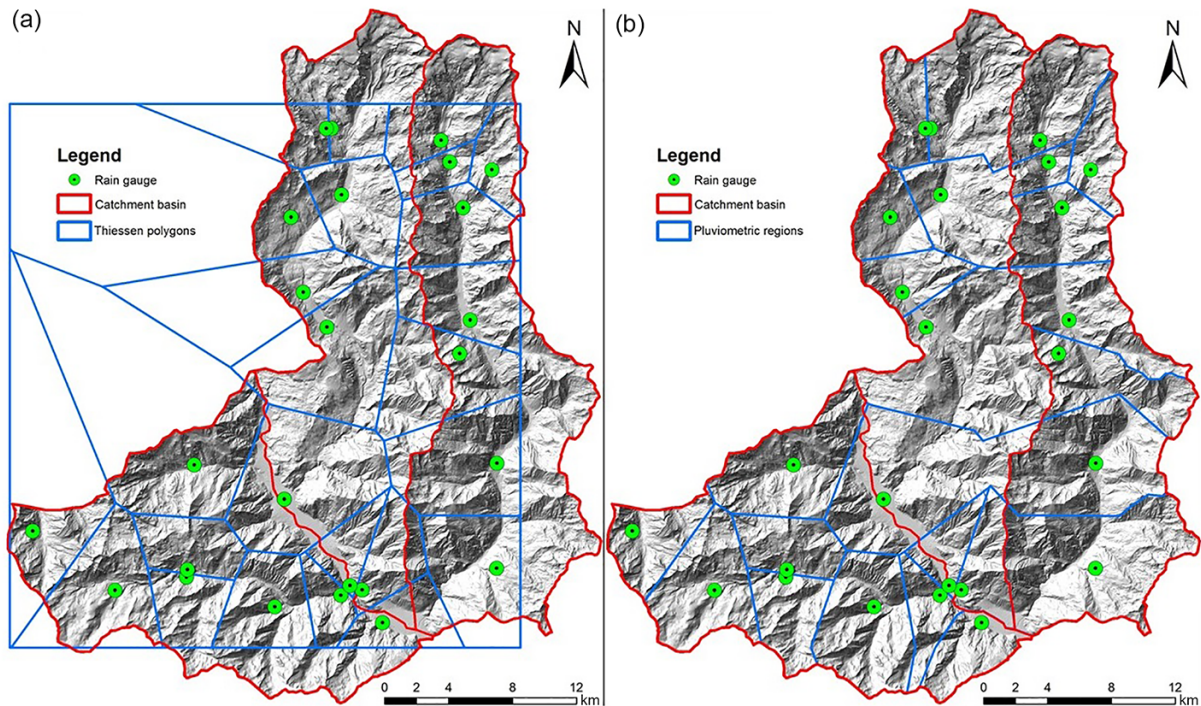 (a)
N
Legend
Rain gauge
Catchment basin
Thiessen polygons
0 2 4 8 12
km
(b)
N
Legend
Rain gauge
Catchment basin
Pluviometric regions
0 2 4 8 12
km